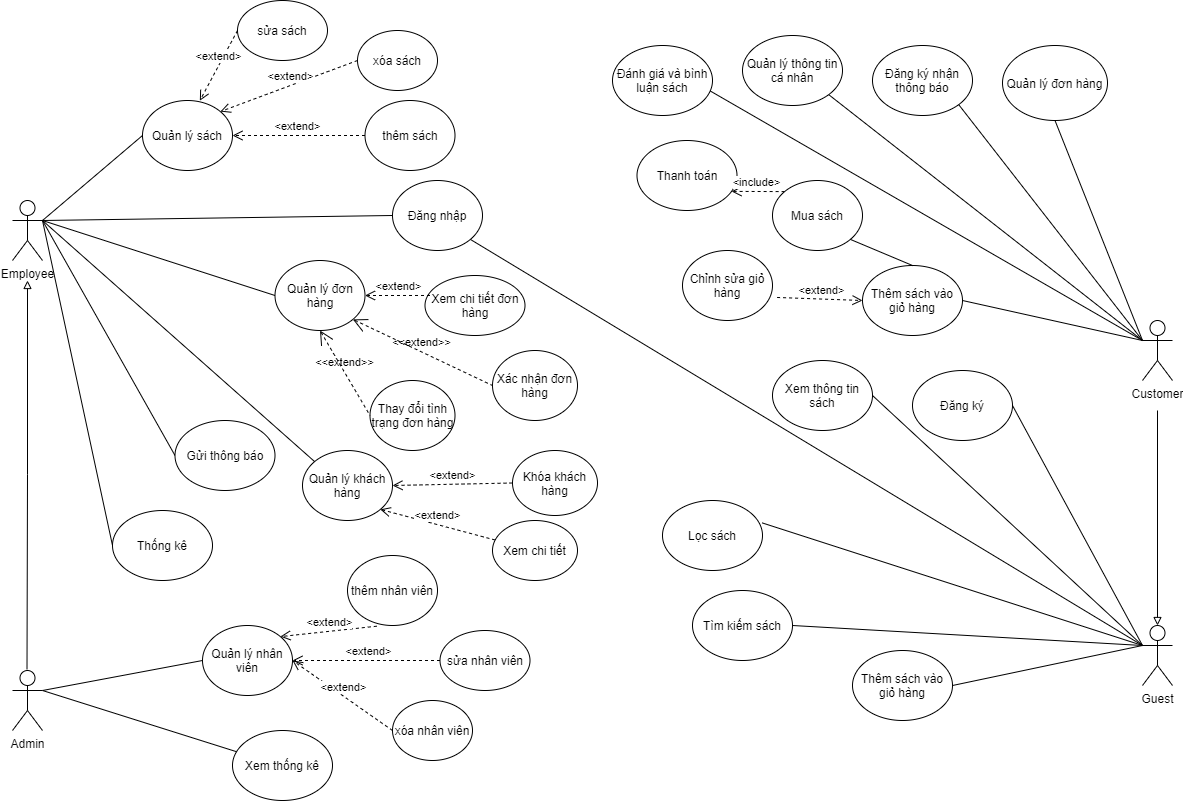 sửa sách
<extend>
xóa sách
<extend>
Quản lý sách
<extend>
thêm sách
Đăng nhập
Employee
Quản lý đơn
hàng
<extend>
Xem chi tiết đơn
hàng
<<extend>>
Xác nhận đơn
hàng
<<extend>>
Thay đổi tình
trạng đơn hàng
Gửi thông báo
Quản lý khách
hàng
<extend>
Khóa khách
hàng
<extend>
Xem chi tiết
Thống kê
thêm nhân viên
<extend>
Quản lý nhân
viên
<extend>
sửa nhân viên
<extend>
xóa nhân viên
Admin
Xem thống kê
Đánh giá và bình
luận sách
Quản lý thông tin
cá nhân
Đăng ký nhận
thông báo
Quản lý đơn hàng
Thanh toán
<include>
Mua sách
Chỉnh sửa giỏ
hàng
<extend>
Thêm sách vào
giỏ hàng
Customer
Xem thông tin
sách
Đăng ký
Lọc sách
Tìm kiếm sách
Thêm sách vào
giỏ hàng
Guest